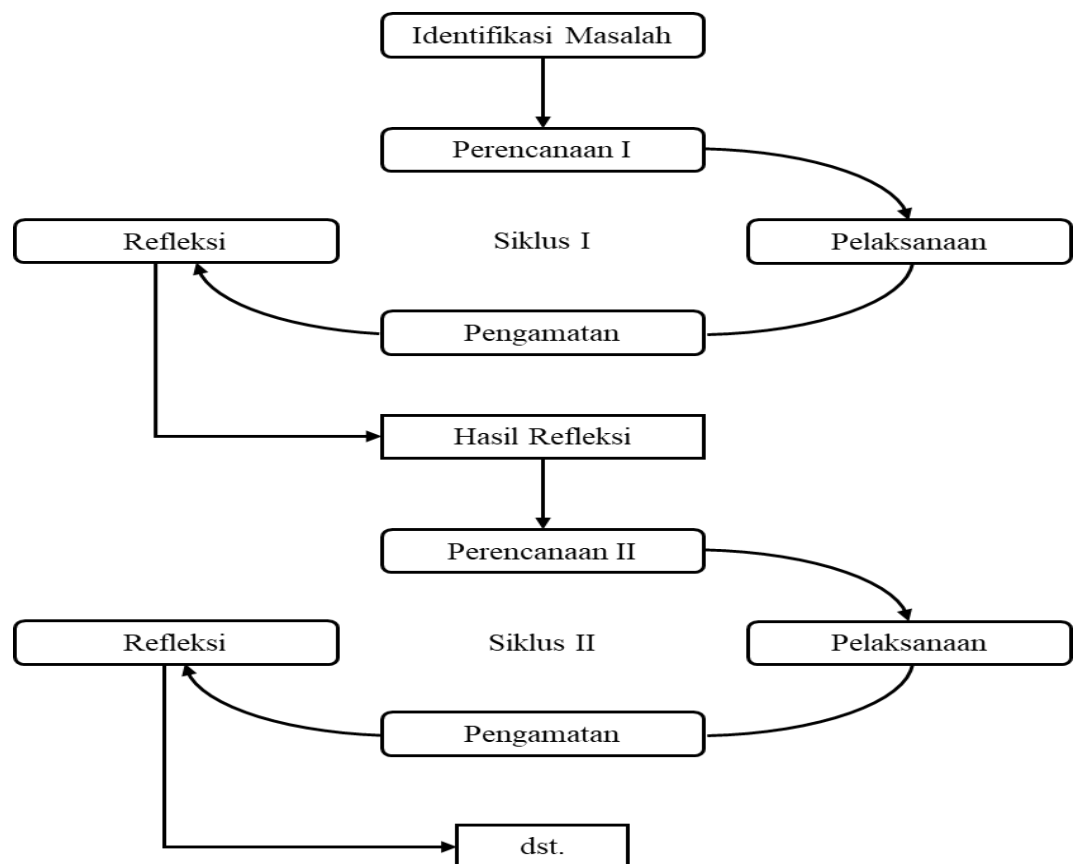 Identifikasi Masalah
Perencanaan I
Refleksi
Siklus I
Pelaksanaan
Pengamatan
Hasil Refleksi
Perencanaan II
Refleksi
Siklus II
Pelaksanaan
Pengamatan
dst.